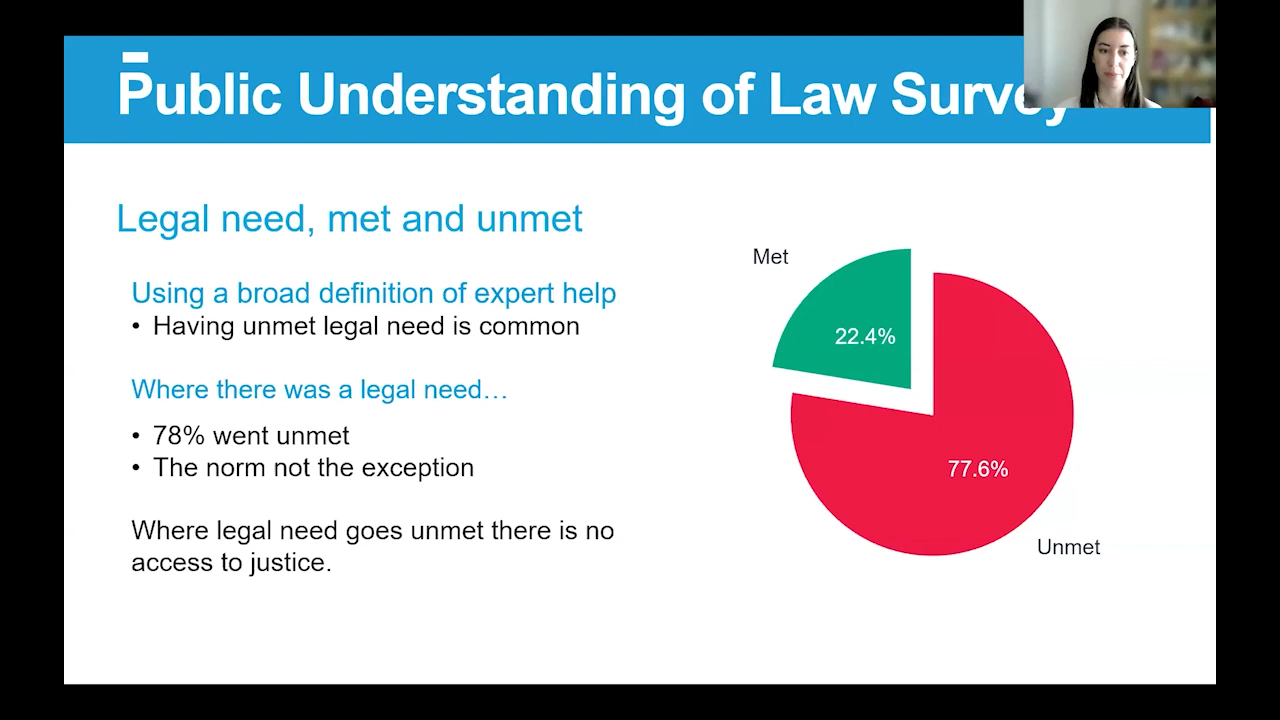 Public Understanding of Law Survey
Legal need, met and unmet
Using a broad definition of expert help
• Having unmet legal need is common
Where there was a legal need…
• 78% went unmet
• The norm not the exception
Where legal need goes unmet there is no
access to justice.
Met
22.4%
77.6%
Unmet